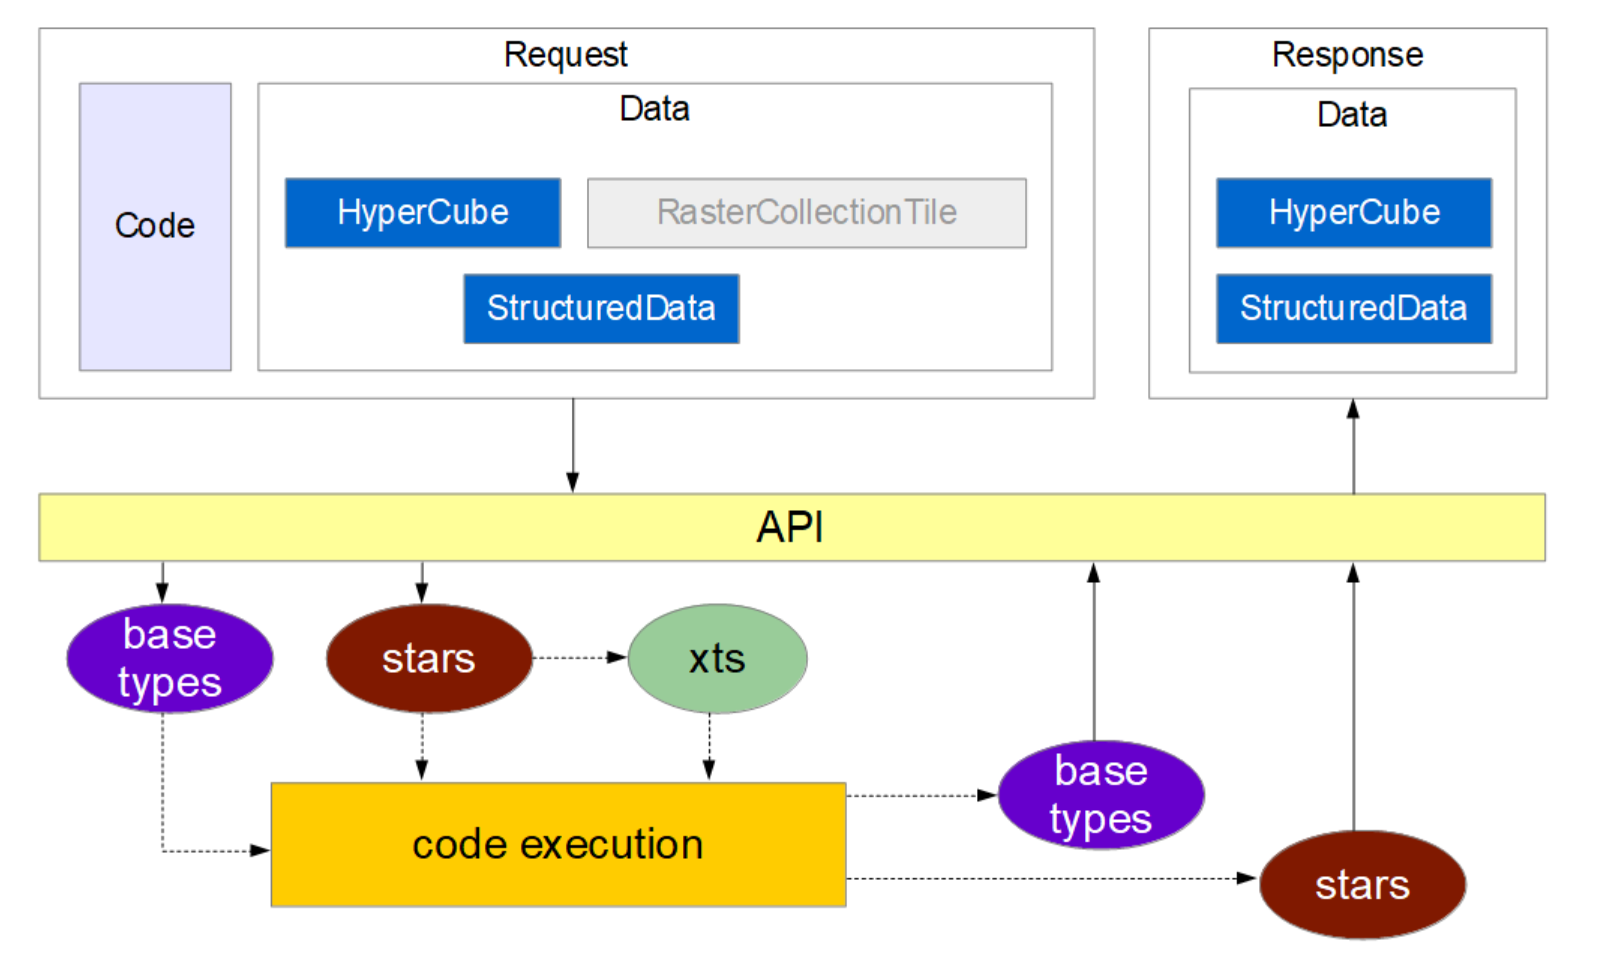 Request
Response
Data
Data
HyperCube
RasterCollectionTile
HyperCube
Code
StructuredData
StructuredData
API
base
types
stars
xts
base
types
code execution
stars